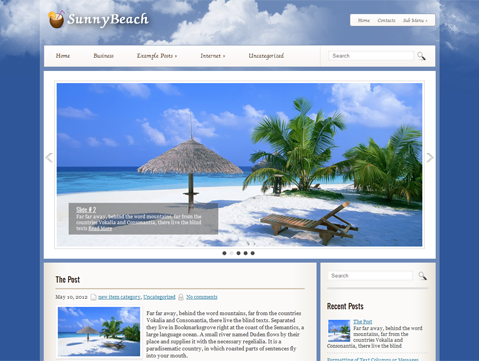 SunnyBeach
Home Contacts Sub Menu »
Home Business Example Posts » Internet » Uncategorized Search
Slide # 2
Far far away, behind the word mountains, far from the
countries Vokalia and Consonantia, there live the blind
texts Read More
The Post
May 10, 2012 new item category, Uncategorized No comments
Far far away, behind the word mountains, far from the countries
Vokalia and Consonantia, there live the blind texts. Separated
they live in Bookmarksgrove right at the coast of the Semantics, a
large language ocean. A small river named Duden flows by their
place and supplies it with the necessary regelialia. It is a
paradisematic country, in which roasted parts of sentences fly
into your mouth.
Search
Recent Posts
The Post
Far far away, behind the
word mountains, far from the countries Vokalia and
Consonantia, there live the blind
Formatting of Text Columns or Messages